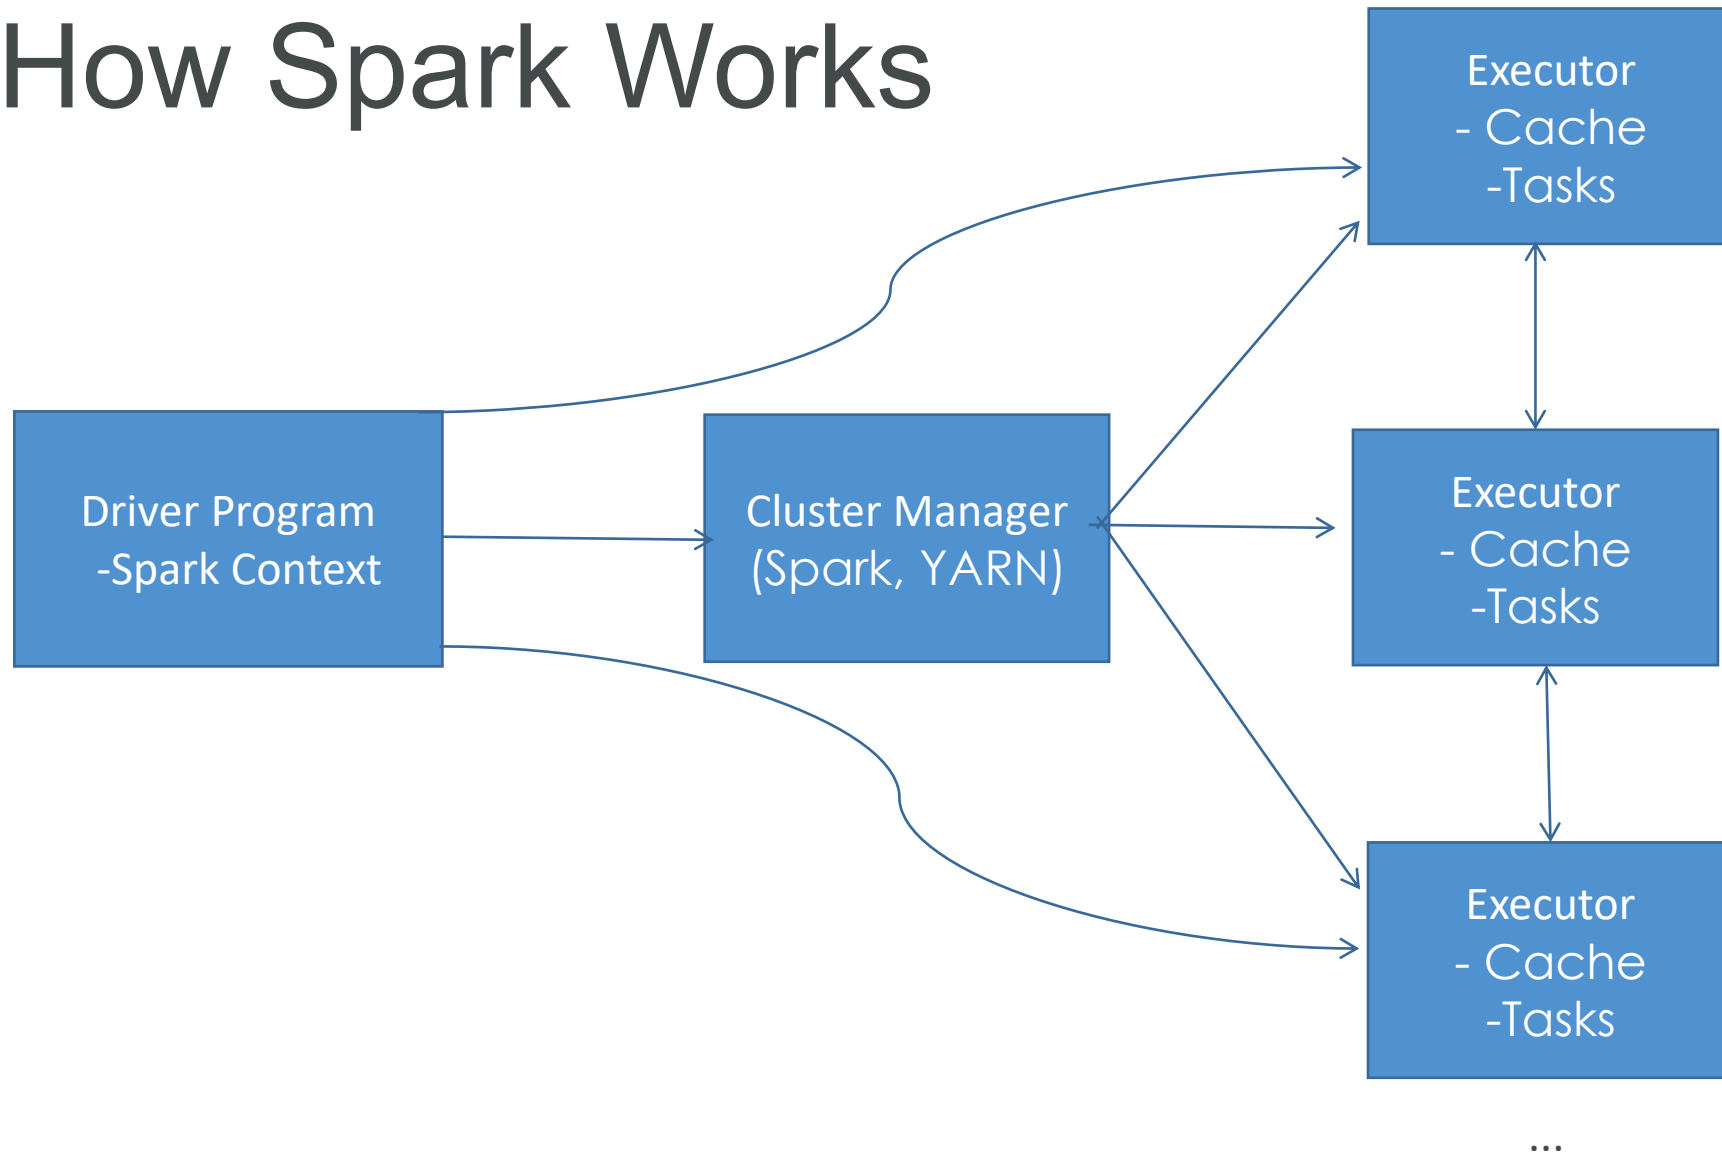 How Spark Works
Executor
- Cache
-Tasks
Driver Program
-Spark Context
Cluster Manager
(Spark, YARN)
Executor
- Cache
-Tasks
Executor
- Cache
-Tasks
...